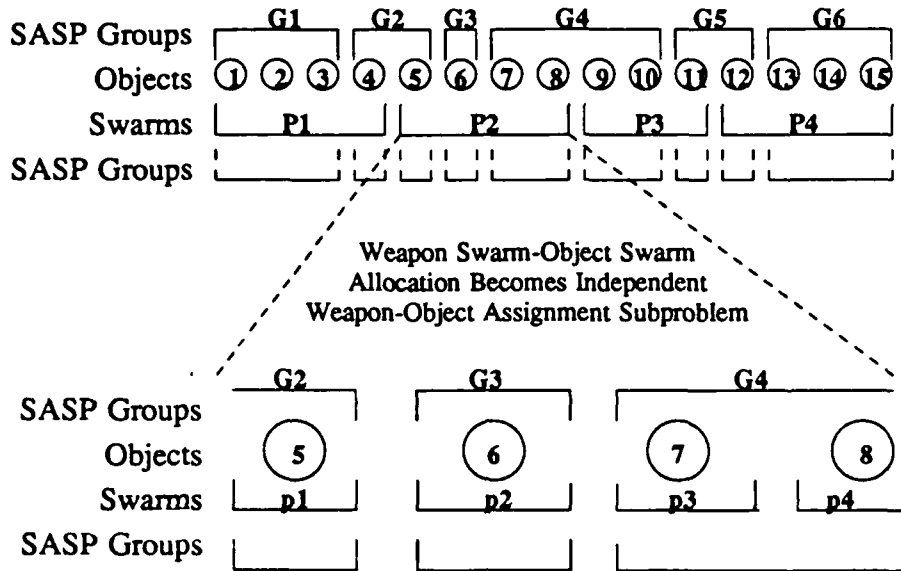 G1 G2 G3 G4 G5 G6
SASP Groups
Objects 1 2 3 4 5 6 7 8 9 10 11 12 13 14 15
Swarms P1 P2 P3 P4
SASP Groups
Weapon Swarm-Object Swarm
Allocation Becomes Independent
Weapon-Object Assignment Subproblem
G2 G3 G4
SASP Groups
Objects 5 6 7 8
Swarms p1 p2 p3 p4
SASP Groups